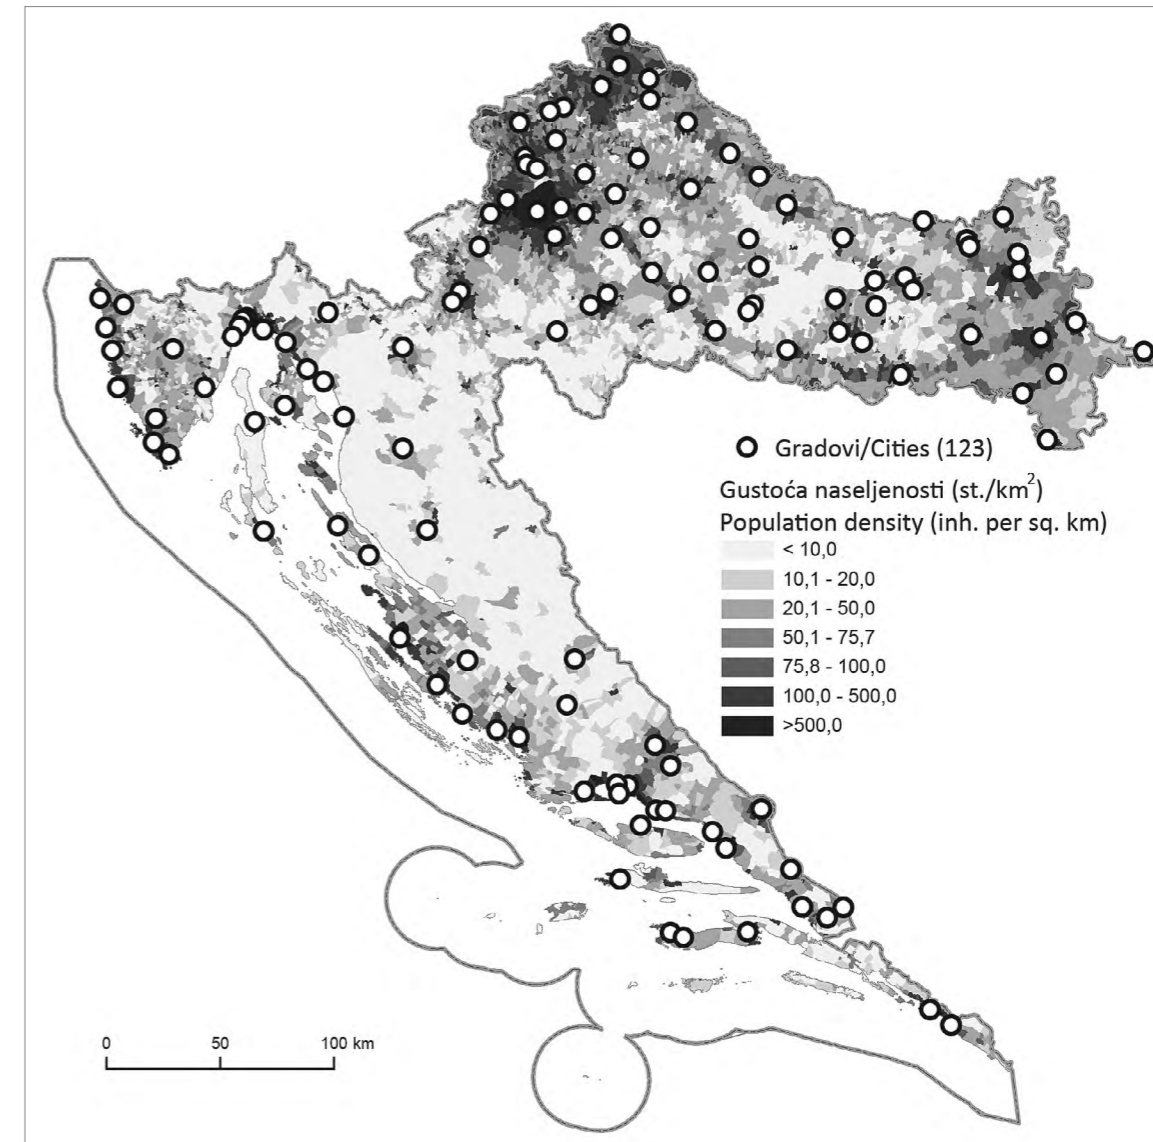 Gradovi/Cities (123)
Gustoća naseljenosti (st./km²)
Population density (inh. per sq. km)
< 10,0
10,1 - 20,0
20,1 - 50,0
50,1 - 75,7
75,8 - 100,0
100,0 - 500,0
>500,0
0 50 100 km